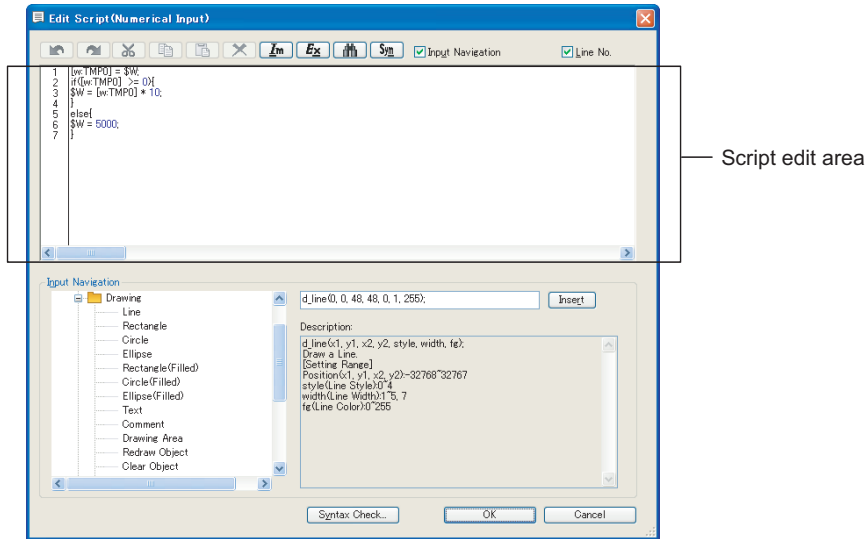 Edit Script(Numerical Input)
Im Ex Sym Input Navigation Line No.
1 [w:TMP0] = $W;
2 if([w:TMP0] >= 0){
3 $W = [w:TMP0] * 10;
4 }
5 else{
6 $W = 5000;
7 }
Script edit area
Input Navigation
Drawing
Line
Rectangle
Circle
Ellipse
Rectangle(Filled)
Circle(Filled)
Ellipse(Filled)
Text
Comment
Drawing Area
Redraw Object
Clear Object
d_line(0, 0, 48, 48, 0, 1, 255);
Insert
Description:
d_line(x1, y1, x2, y2, style, width, fg);
Draw a Line.
[Setting Range]
Position(x1, y1, x2, y2):-32768~32767
style(Line Style):0~4
width(Line Width):1~5, 7
fg(Line Color):0~255
Syntax Check...
OK
Cancel